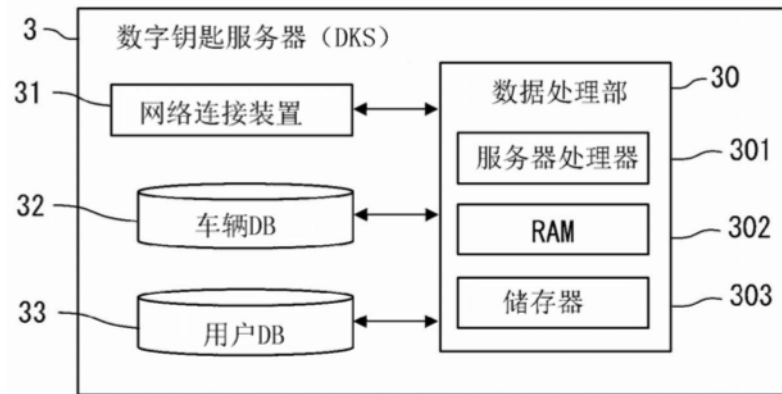 3
数字钥匙服务器（DKS）
31
网络连接装置
数据处理部
30
服务器处理器
301
32
车辆DB
RAM
302
储存器
303
33
用户DB